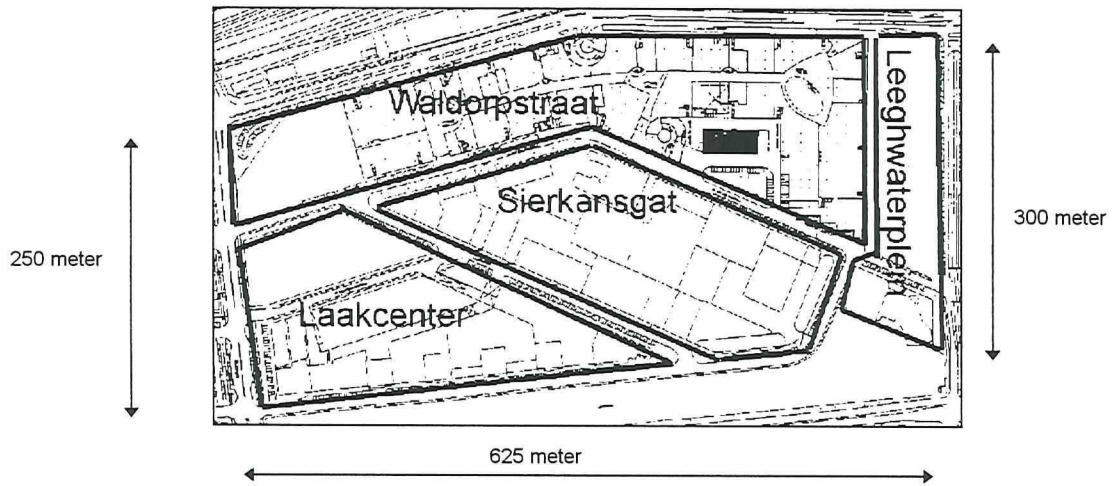 Waldorpstraat
Leeghwaterplein
Sierkansgat
Laakcenter
250 meter
300 meter
625 meter